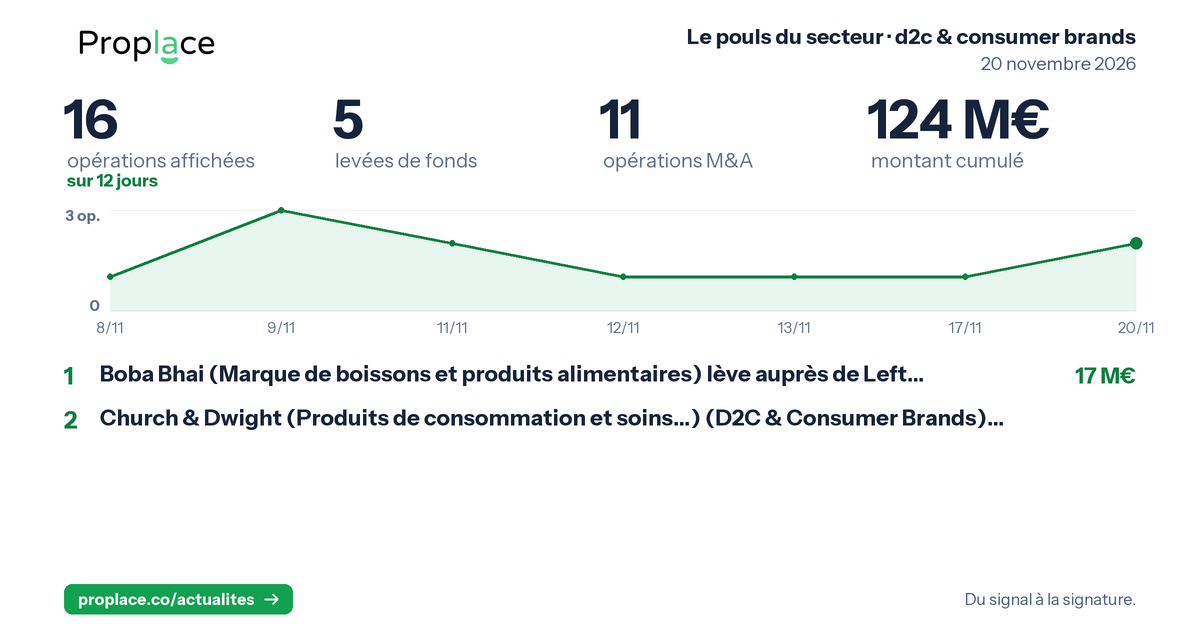 Proplace
Le pouls du secteur · d2c & consumer brands
20 novembre 2026
16
opérations affichées
sur 12 jours
5
levées de fonds
11
opérations M&A
124 M€
montant cumulé
3 op.
0
8/11
9/11
11/11
12/11
13/11
17/11
20/11
1 Boba Bhai (Marque de boissons et produits alimentaires) lève auprès de Left... 17 M€
2 Church & Dwight (Produits de consommation et soins...) (D2C & Consumer Brands)...
proplace.co/actualites →
Du signal à la signature.